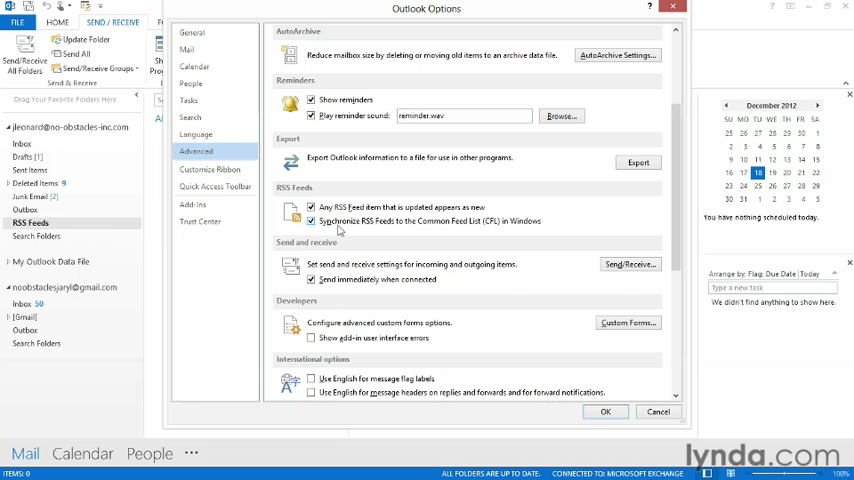 Outlook Options
FILE HOME SEND / RECEIVE
Update Folder
Send All
Send/Receive Groups
Send/Receive
All Folders
Send & Receive
Drag Your Favorite Folders Here
jleonard@no-obstacles-inc.com
Inbox
Drafts [1]
Sent Items
Deleted Items 9
Junk Email [2]
Outbox
RSS Feeds
Search Folders
My Outlook Data File
noobstaclesjaryl@gmail.com
Inbox 50
[Gmail]
Outbox
Search Folders
General
Mail
Calendar
People
Tasks
Search
Language
Advanced
Customize Ribbon
Quick Access Toolbar
Add-Ins
Trust Center
AutoArchive
Reduce mailbox size by deleting or moving old items to an archive data file. AutoArchive Settings...
Reminders
Show reminders
Play reminder sound: reminder.wav Browse...
Export
Export Outlook information to a file for use in other programs. Export
RSS Feeds
Any RSS Feed item that is updated appears as new
Synchronize RSS Feeds to the Common Feed List (CFL) in Windows
Send and receive
Set send and receive settings for incoming and outgoing items. Send/Receive...
Send immediately when connected
Developers
Configure advanced custom forms options. Custom Forms...
Show add-in user interface errors
International options
Use English for message flag labels
Use English for message headers on replies and forwards and for forward notifications.
OK Cancel
December 2012
SU MO TU WE TH FR SA
25 26 27 28 29 30 1
2 3 4 5 6 7 8
9 10 11 12 13 14 15
16 17 18 19 20 21 22
23 24 25 26 27 28 29
30 31 1 2 3 4 5
You have nothing scheduled today.
Arrange by: Flag: Due Date Today
Type a new task
We didn't find anything to show here.
Mail Calendar People
lynda.com
ITEMS: 0 ALL FOLDERS ARE UP TO DATE. CONNECTED TO: MICROSOFT EXCHANGE 100%